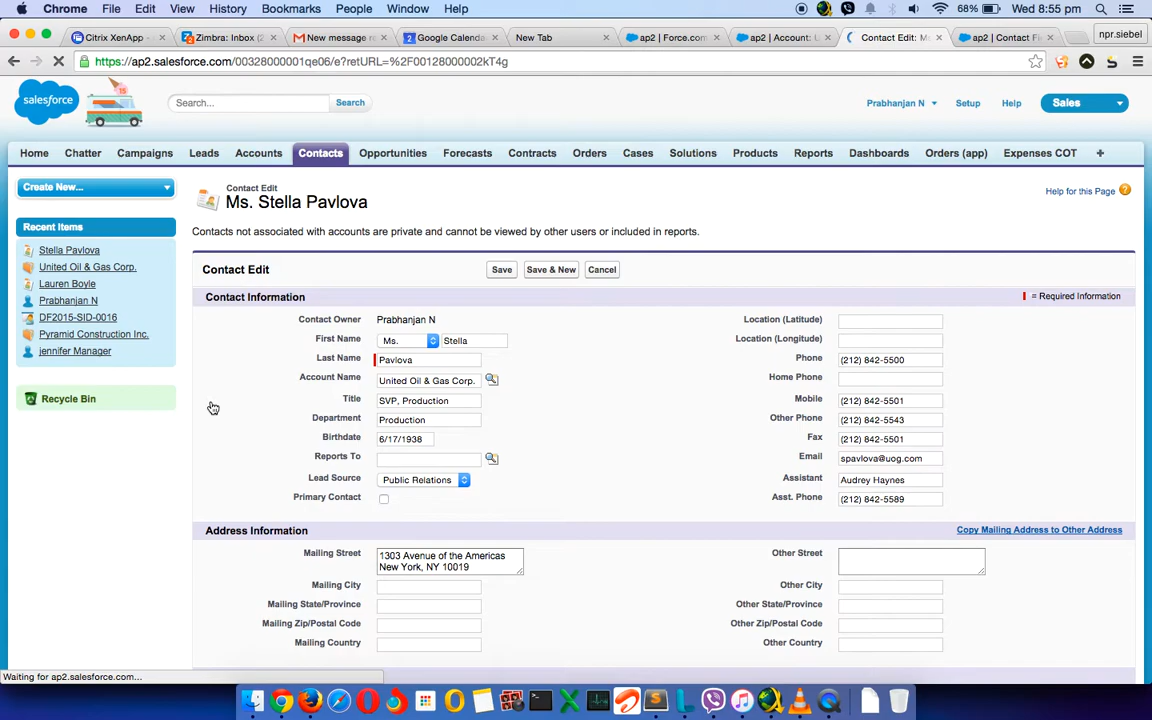 Chrome File Edit View History Bookmarks People Window Help 68% Wed 8:55 pm
Citrix XenApp Zimbra: Inbox (2 New message r Google Calenda New Tab ap2 | Force.com ap2 | Account: U Contact Edit: M ap2 | Contact Fi npr.siebel
https://ap2.salesforce.com/00328000001qe06/e?retURL=%2F00128000002kT4g
salesforce 15 Search... Search Prabhanjan N Setup Help Sales
Home Chatter Campaigns Leads Accounts Contacts Opportunities Forecasts Contracts Orders Cases Solutions Products Reports Dashboards Orders (app) Expenses COT +
Create New...
Recent Items
Stella Pavlova
United Oil & Gas Corp.
Lauren Boyle
Prabhanjan N
DF2015-SID-0016
Pyramid Construction Inc.
jennifer Manager
Recycle Bin
Contact Edit
Ms. Stella Pavlova
Help for this Page ?
Contacts not associated with accounts are private and cannot be viewed by other users or included in reports.
Contact Edit Save Save & New Cancel
Contact Information = Required Information
Contact Owner Prabhanjan N
First Name Ms. Stella
Last Name Pavlova
Account Name United Oil & Gas Corp.
Title SVP, Production
Department Production
Birthdate 6/17/1938
Reports To
Lead Source Public Relations
Primary Contact
Location (Latitude)
Location (Longitude)
Phone (212) 842-5500
Home Phone
Mobile (212) 842-5501
Other Phone (212) 842-5543
Fax (212) 842-5501
Email spavlova@uog.com
Assistant Audrey Haynes
Asst. Phone (212) 842-5589
Address Information Copy Mailing Address to Other Address
Mailing Street 1303 Avenue of the Americas
New York, NY 10019
Mailing City
Mailing State/Province
Mailing Zip/Postal Code
Mailing Country
Other Street
Other City
Other State/Province
Other Zip/Postal Code
Other Country
Waiting for ap2.salesforce.com...